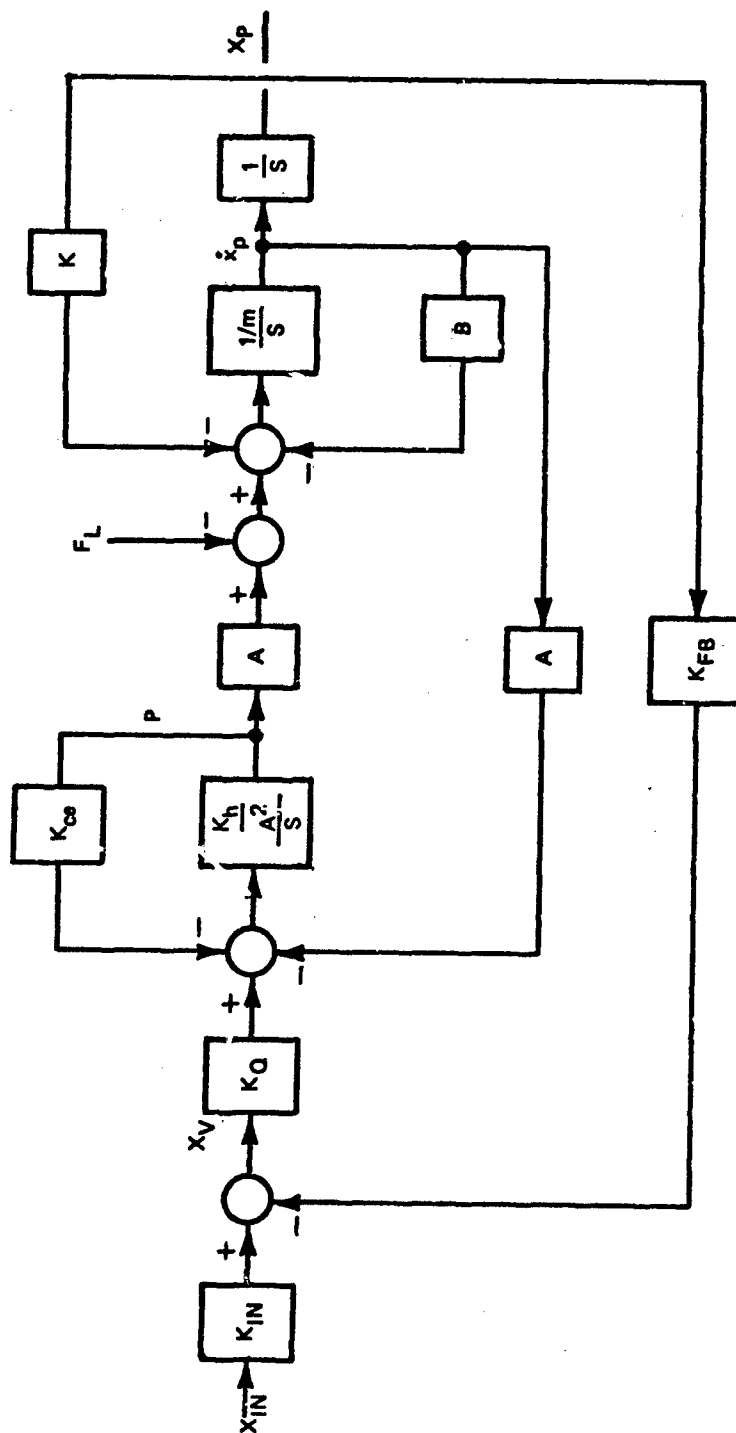 X_IN
K_IN
+
−
X_V
K_Q
+
−
−
K_ce
K_h
A²
S
P
A
A
+
F_L
−
+
−
−
K
1/m
S
ẋ_p
B
1
S
X_P
K_FB